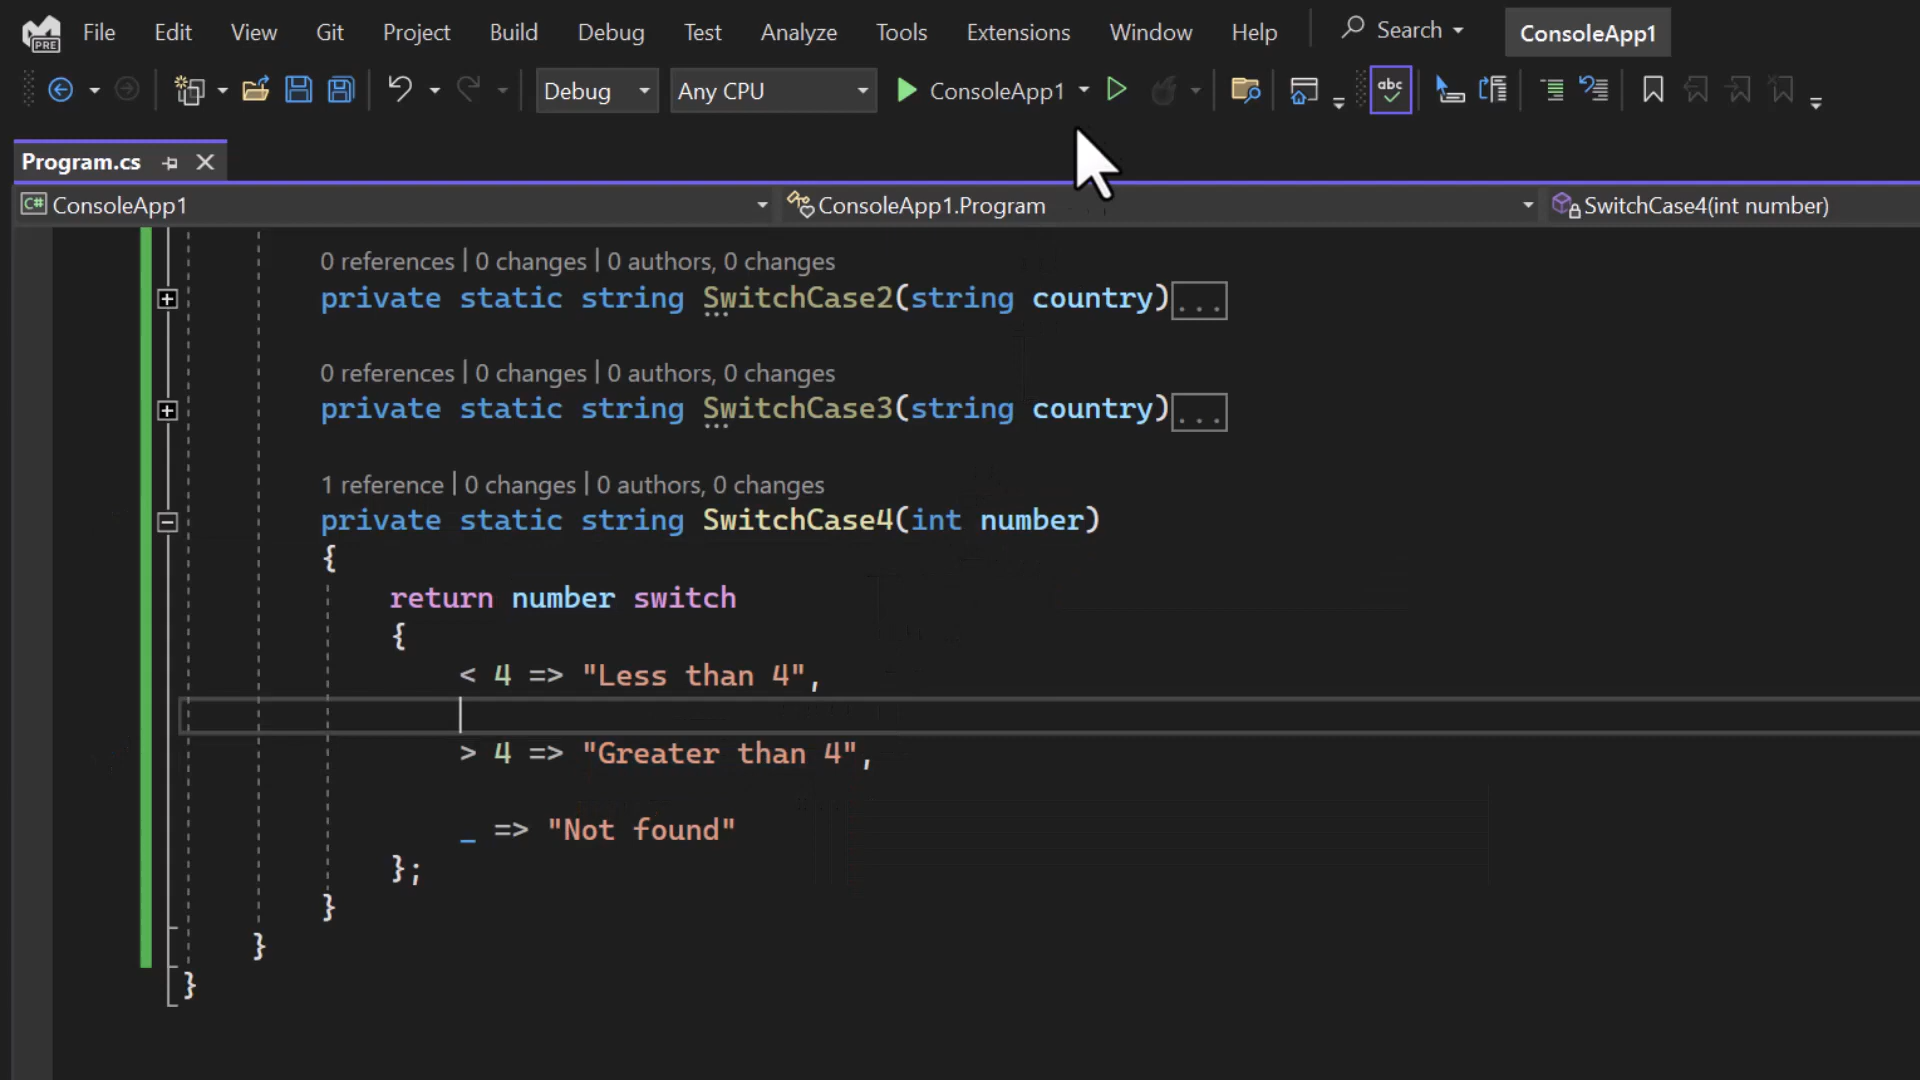 PRE File Edit View Git Project Build Debug Test Analyze Tools Extensions Window Help Search ConsoleApp1
Debug Any CPU ConsoleApp1 abc
Program.cs
C# ConsoleApp1 ConsoleApp1.Program SwitchCase4(int number)
0 references | 0 changes | 0 authors, 0 changes
private static string SwitchCase2(string country)...
0 references | 0 changes | 0 authors, 0 changes
private static string SwitchCase3(string country)...
1 reference | 0 changes | 0 authors, 0 changes
private static string SwitchCase4(int number)
{
return number switch
{
< 4 => "Less than 4",
> 4 => "Greater than 4",
_ => "Not found"
};
}
}
}